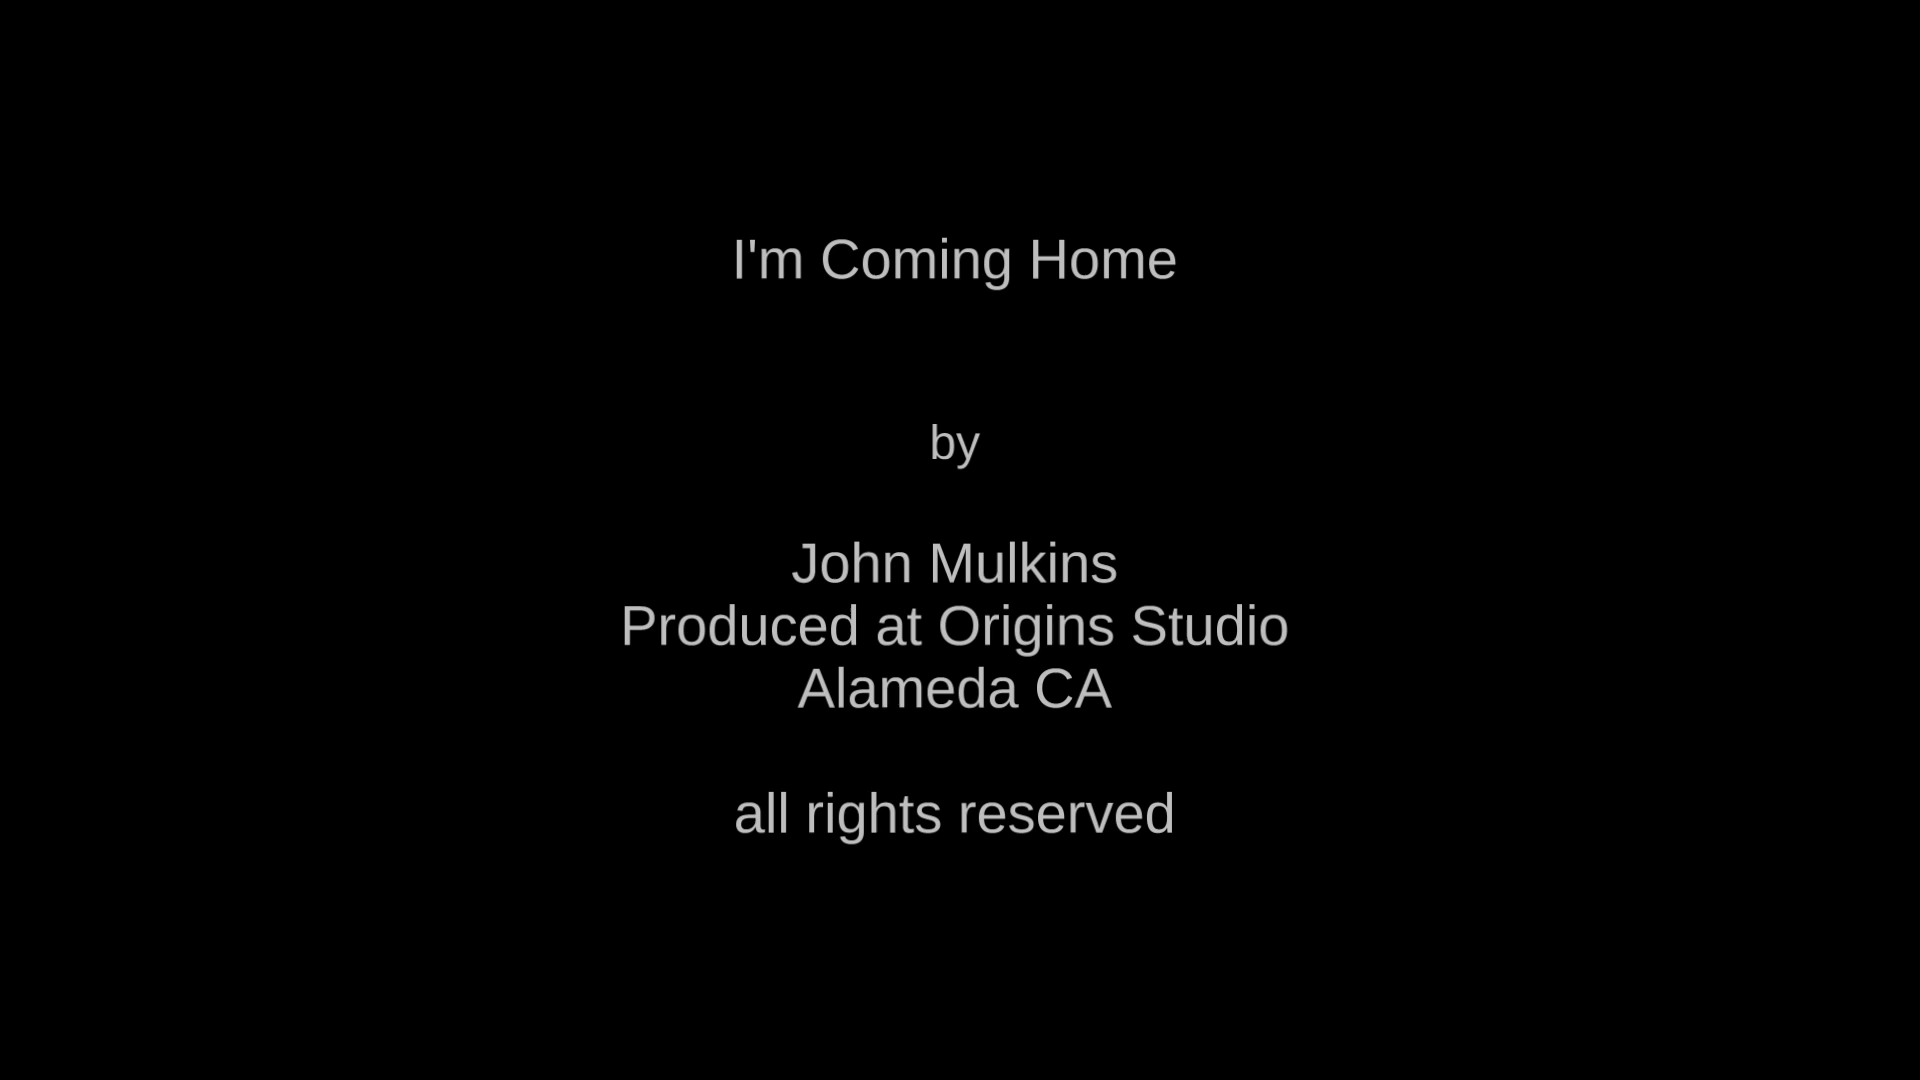 I'm Coming Home
by
John Mulkins
Produced at Origins Studio
Alameda CA
all rights reserved